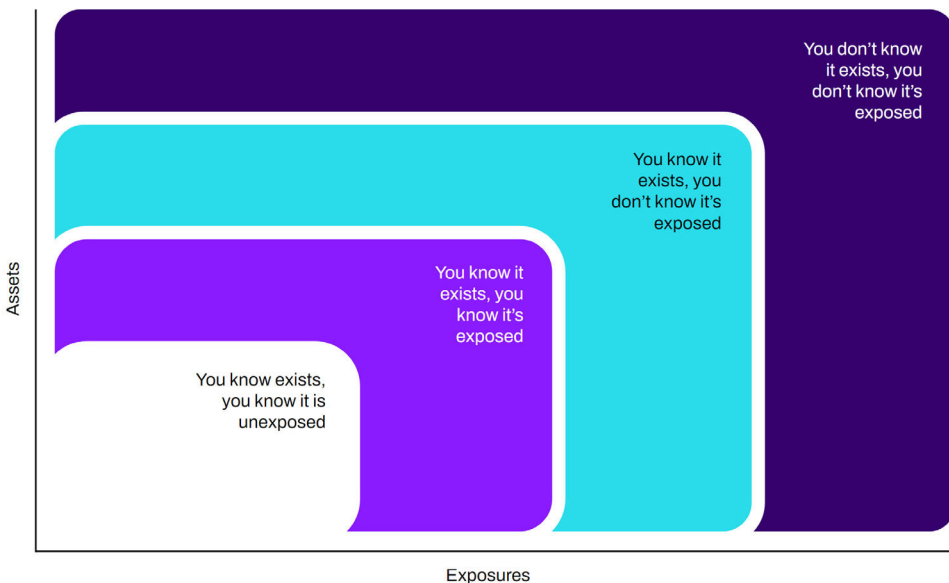 You don’t know
it exists, you
don’t know it’s
exposed
You know it
exists, you
don’t know it’s
exposed
You know it
exists, you
know it’s
exposed
You know exists,
you know it is
unexposed
Assets
Exposures